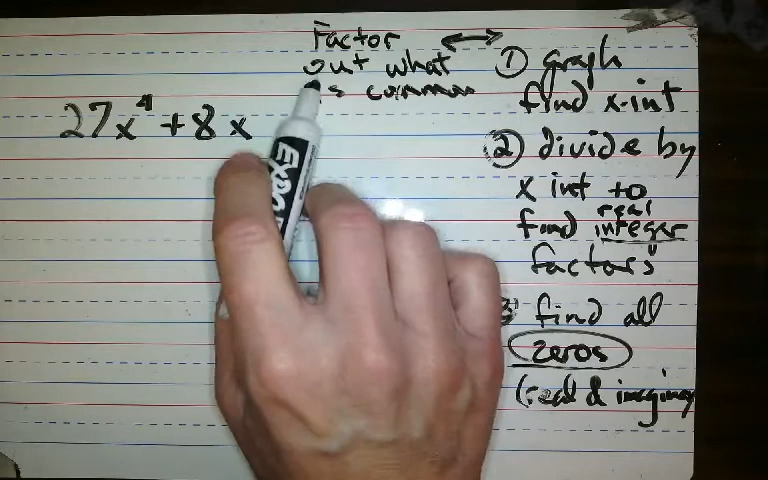 Factor
out what
is common
27x⁴ + 8x
↔ ① graph
find x-int
② divide by
x int to
find real integer
factors"
3 find all
zeros
(real & imaginary
EXPO